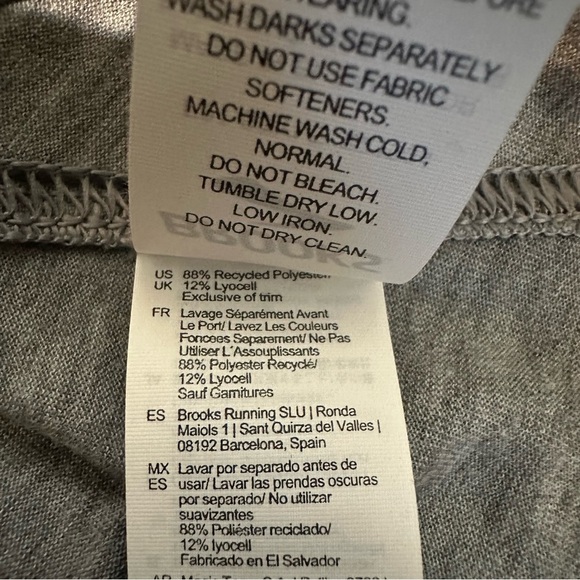 WASH DARKS SEPARATELY
DO NOT USE FABRIC
SOFTENERS.
MACHINE WASH COLD,
NORMAL.
DO NOT BLEACH.
TUMBLE DRY LOW.
LOW IRON.
DO NOT DRY CLEAN.
BROOKS
US 88% Recycled
UK 12% Lyocell
Exclusive of trim
FR Lavage Séparément Avant
Le Port/ Lavez Les Couleurs
Foncees Separement/ Ne Pas
Utiliser L'Assouplissants
88% Polyester Recyclé/
12% Lyocell
Sauf Garnitures
ES Brooks Running SLU | Ronda
Maiols 1 | Sant Quirza del Valles |
08192 Barcelona, Spain
MX Lavar por separado antes de
ES usar/ Lavar las prendas oscuras
por separado/ No utilizar
suavizantes
88% Poliéster reciclado/
12% lyocell
Fabricado en El Salvador